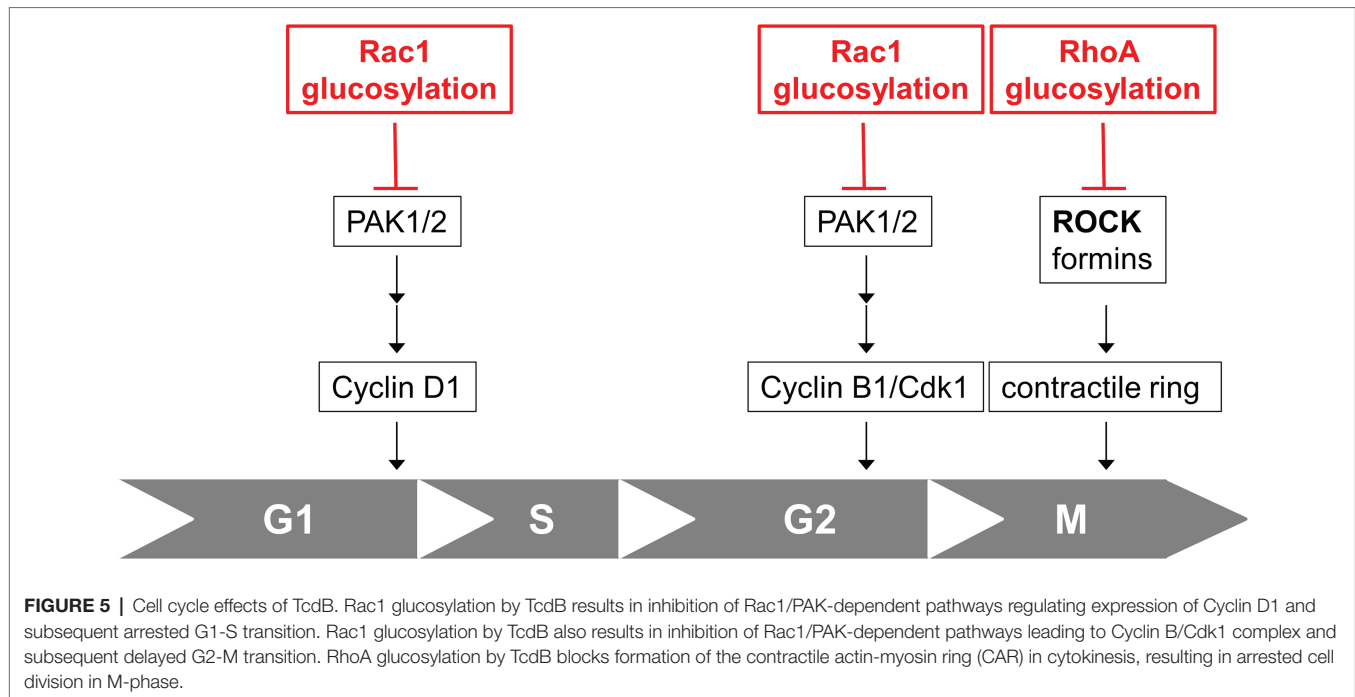 Rac1
glucosylation
Rac1
glucosylation
RhoA
glucosylation
PAK1/2
PAK1/2
ROCK
formins
Cyclin D1
Cyclin B1/Cdk1
contractile ring
G1
S
G2
M
FIGURE 5 | Cell cycle effects of TcdB. Rac1 glucosylation by TcdB results in inhibition of Rac1/PAK-dependent pathways regulating expression of Cyclin D1 and
subsequent arrested G1-S transition. Rac1 glucosylation by TcdB also results in inhibition of Rac1/PAK-dependent pathways leading to Cyclin B/Cdk1 complex and
subsequent delayed G2-M transition. RhoA glucosylation by TcdB blocks formation of the contractile actin-myosin ring (CAR) in cytokinesis, resulting in arrested cell
division in M-phase.